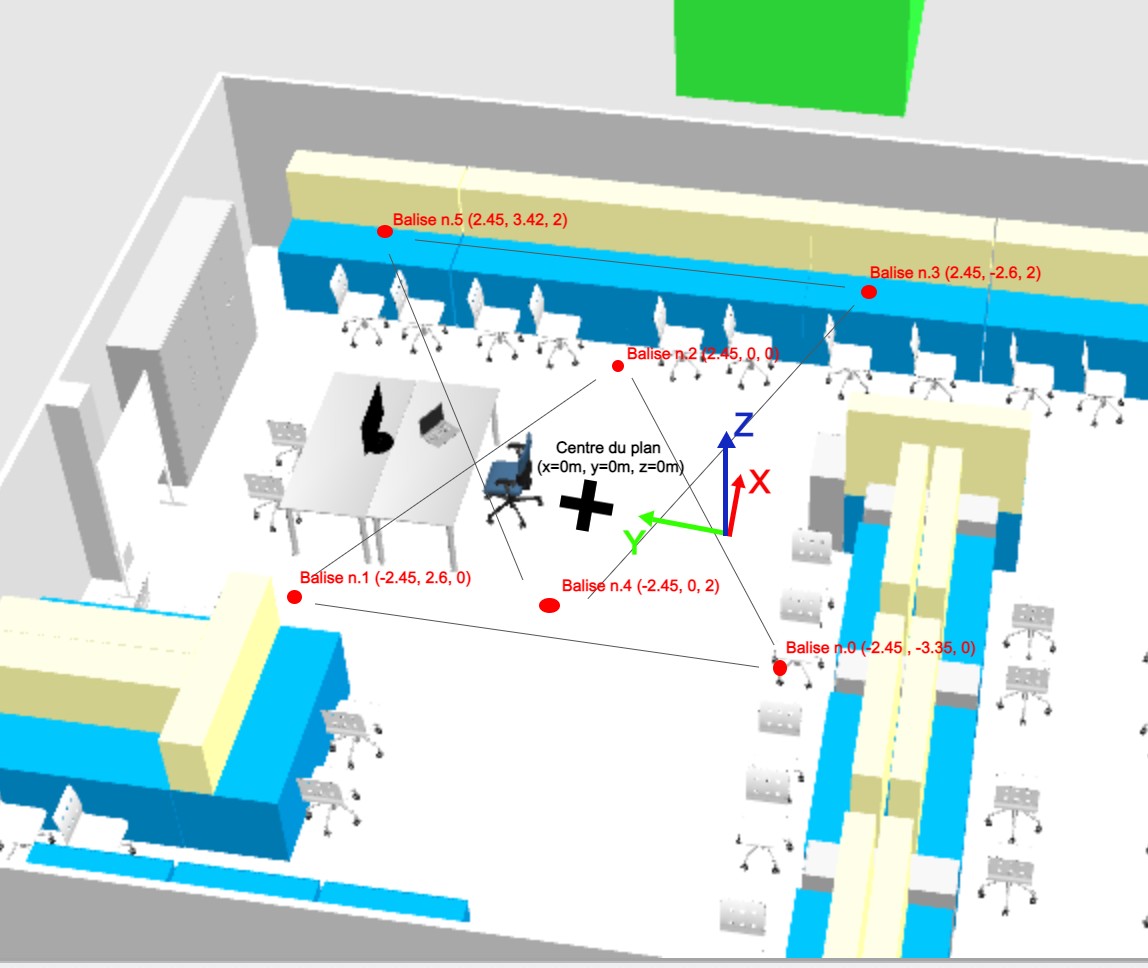 Balise n.5 (2.45, 3.42, 2)
Balise n.3 (2.45, -2.6, 2)
Balise n.2 (2.45, 0, 0)
Centre du plan
(x=0m, y=0m, z=0m)
Z
X
Y
Balise n.1 (-2.45, 2.6, 0)
Balise n.4 (-2.45, 0, 2)
Balise n.0 (-2.45 , -3.35, 0)